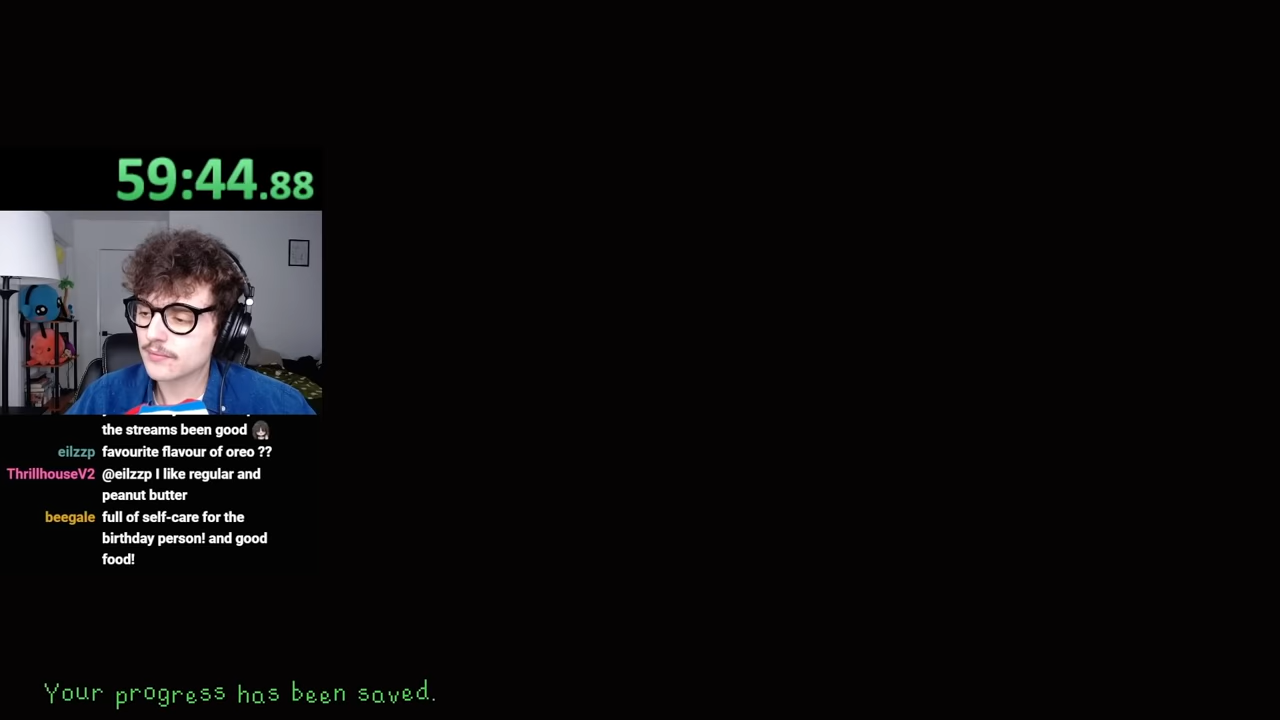 59:44.88
the streams been good
eilzzp favourite flavour of oreo ??
ThrillhouseV2 @eilzzp I like regular and
peanut butter
beegale full of self-care for the
birthday person! and good
food!
Your progress has been saved.